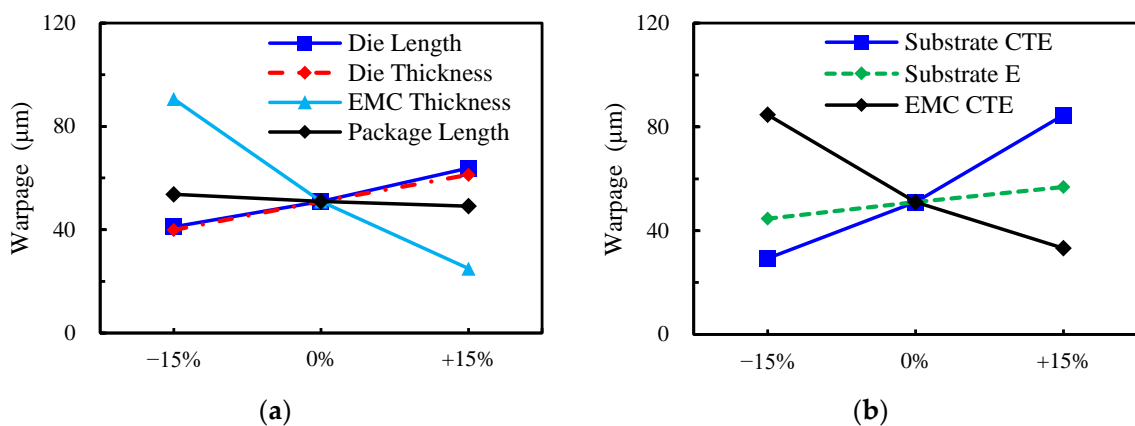 120
80
40
0
Warpage (μm)
Die Length
Die Thickness
EMC Thickness
Package Length
−15%
0%
+15%
(a)
120
80
40
0
Warpage (μm)
Substrate CTE
Substrate E
EMC CTE
−15%
0%
+15%
(b)